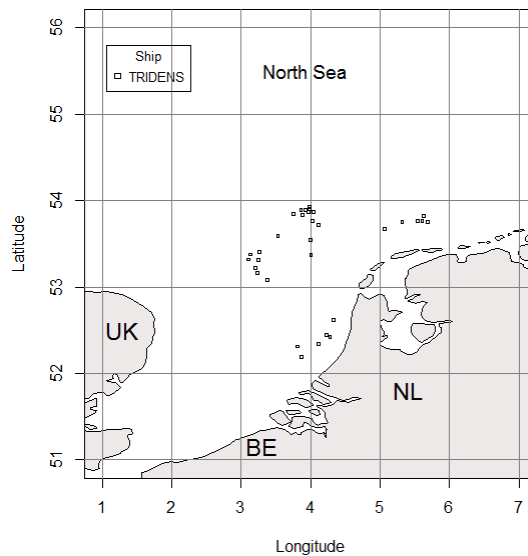 56
Ship
TRIDENS
North Sea
55
54
Latitude
53
UK
52
NL
BE
51
1 2 3 4 5 6 7
Longitude